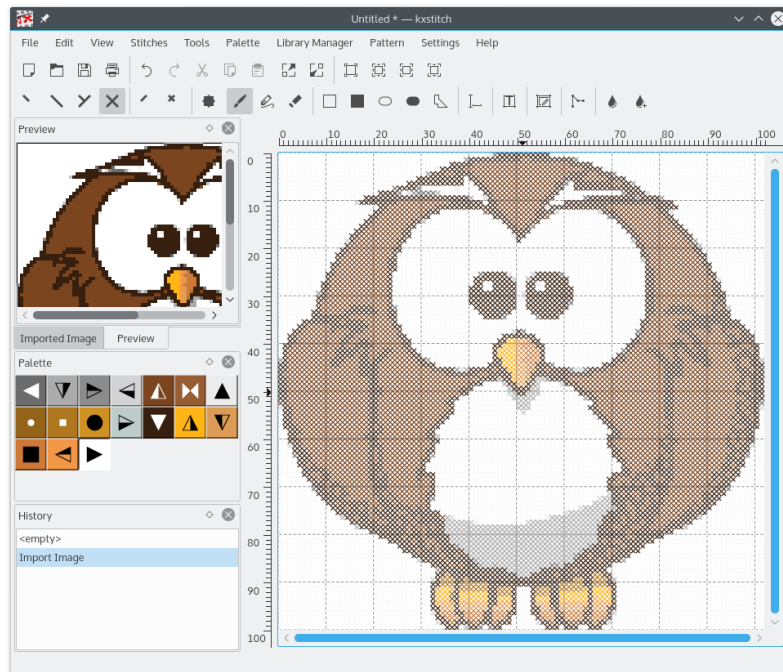 Untitled * — kxstitch
File Edit View Stitches Tools Palette Library Manager Pattern Settings Help
Preview
0 10 20 30 40 50 60 70 80 90 100
0
10
20
30
40
50
60
70
80
90
100
Imported Image Preview
Palette
History
<empty>
Import Image